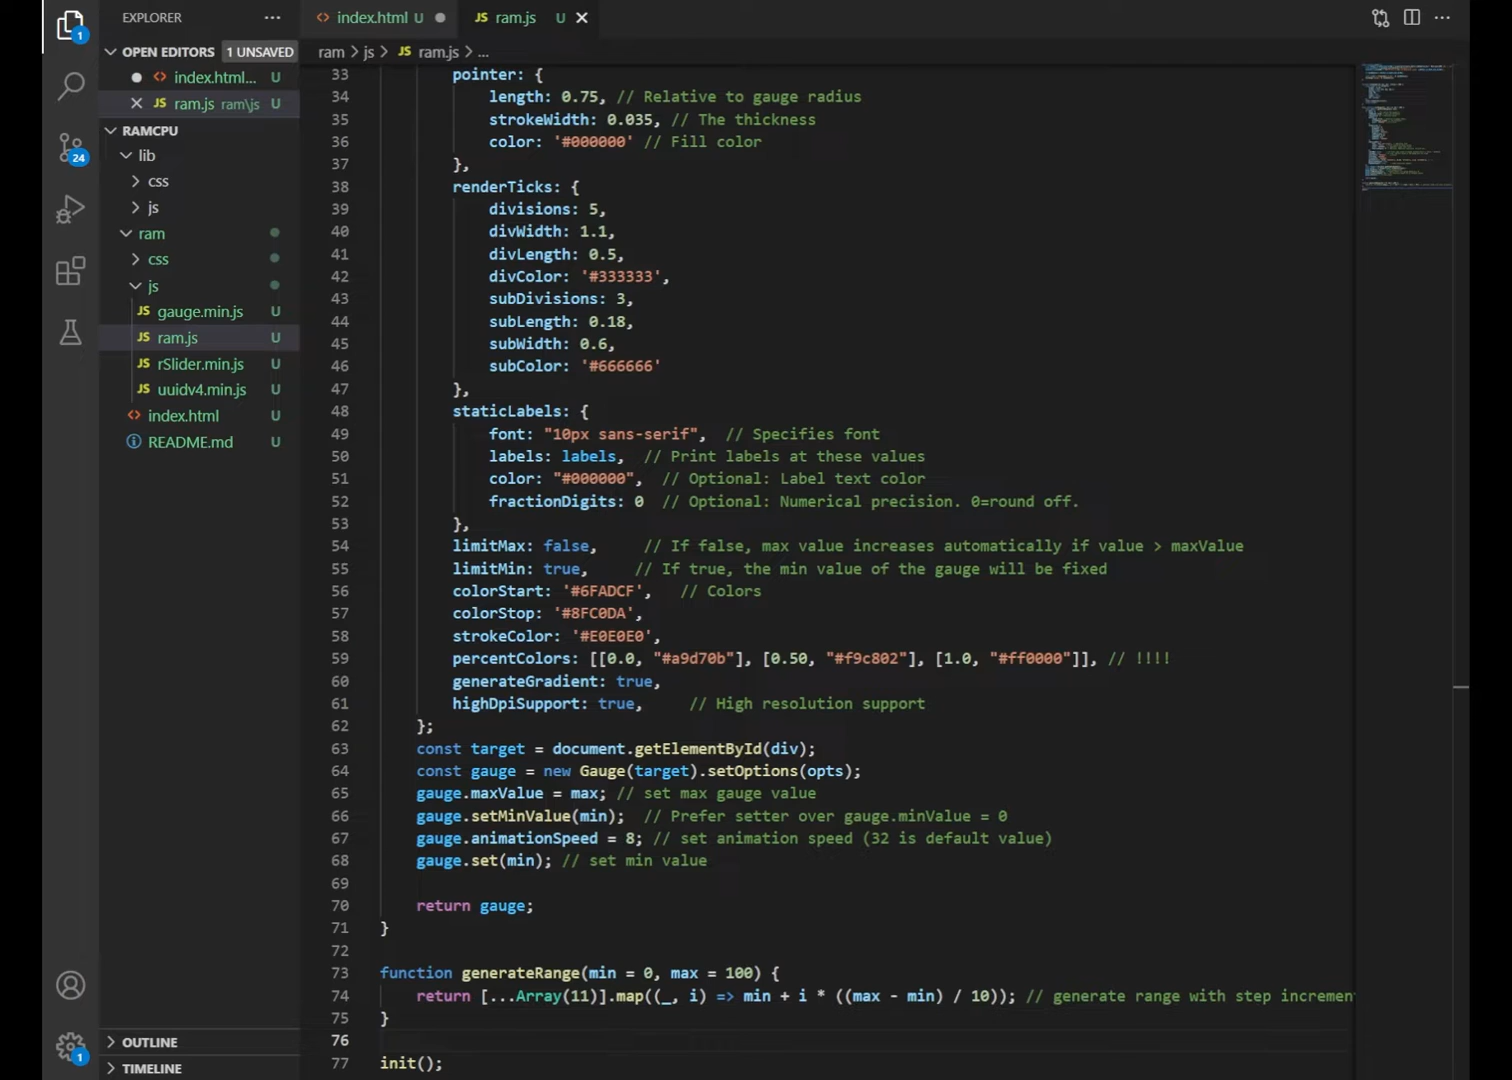 EXPLORER
OPEN EDITORS 1 UNSAVED
index.html... U
JS ram.js ram\js U
RAMCPU
lib
css
js
ram
css
js
JS gauge.min.js U
JS ram.js U
JS rSlider.min.js U
JS uuidv4.min.js U
index.html U
README.md U
OUTLINE
TIMELINE
1
24
1
index.html U
JS ram.js U
ram > js > JS ram.js > ...
33 pointer: {
34 length: 0.75, // Relative to gauge radius
35 strokeWidth: 0.035, // The thickness
36 color: '#000000' // Fill color
37 },
38 renderTicks: {
39 divisions: 5,
40 divWidth: 1.1,
41 divLength: 0.5,
42 divColor: '#333333',
43 subDivisions: 3,
44 subLength: 0.18,
45 subWidth: 0.6,
46 subColor: '#666666'
47 },
48 staticLabels: {
49 font: "10px sans-serif", // Specifies font
50 labels: labels, // Print labels at these values
51 color: "#000000", // Optional: Label text color
52 fractionDigits: 0 // Optional: Numerical precision. 0=round off.
53 },
54 limitMax: false, // If false, max value increases automatically if value > maxValue
55 limitMin: true, // If true, the min value of the gauge will be fixed
56 colorStart: '#6FADCF', // Colors
57 colorStop: '#8FC0DA',
58 strokeColor: '#E0E0E0',
59 percentColors: [[0.0, "#a9d70b"], [0.50, "#f9c802"], [1.0, "#ff0000"]], // !!!!
60 generateGradient: true,
61 highDpiSupport: true, // High resolution support
62 };
63 const target = document.getElementById(div);
64 const gauge = new Gauge(target).setOptions(opts);
65 gauge.maxValue = max; // set max gauge value
66 gauge.setMinValue(min); // Prefer setter over gauge.minValue = 0
67 gauge.animationSpeed = 8; // set animation speed (32 is default value)
68 gauge.set(min); // set min value
69
70 return gauge;
71 }
72
73 function generateRange(min = 0, max = 100) {
74 return [...Array(11)].map((_, i) => min + i * ((max - min) / 10)); // generate range with step incremen
75 }
76
77 init();